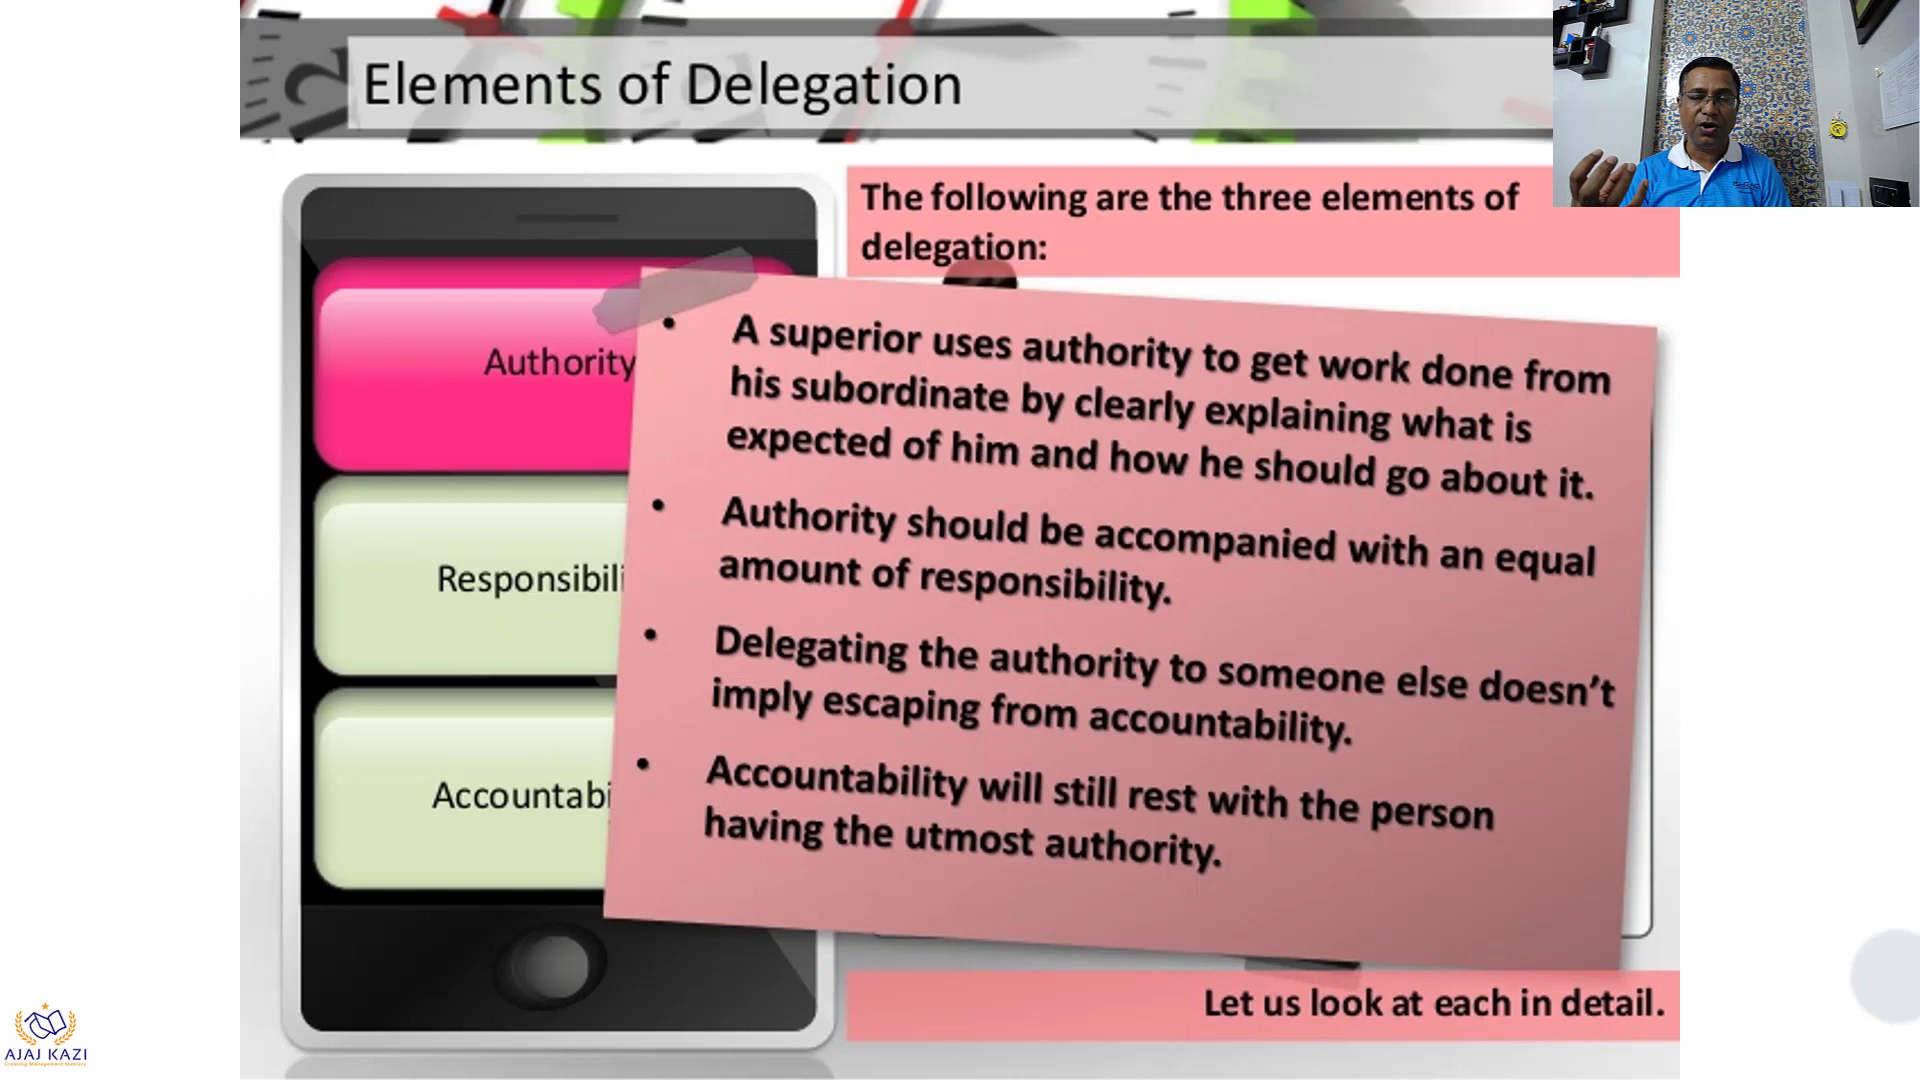 Elements of Delegation
The following are the three elements of
delegation:
Authority
Responsibili
Accountabi
• A superior uses authority to get work done from
his subordinate by clearly explaining what is
expected of him and how he should go about it.
• Authority should be accompanied with an equal
amount of responsibility.
• Delegating the authority to someone else doesn't
imply escaping from accountability.
• Accountability will still rest with the person
having the utmost authority.
Let us look at each in detail.
AJAJ KAZI
Creating Management Mastery